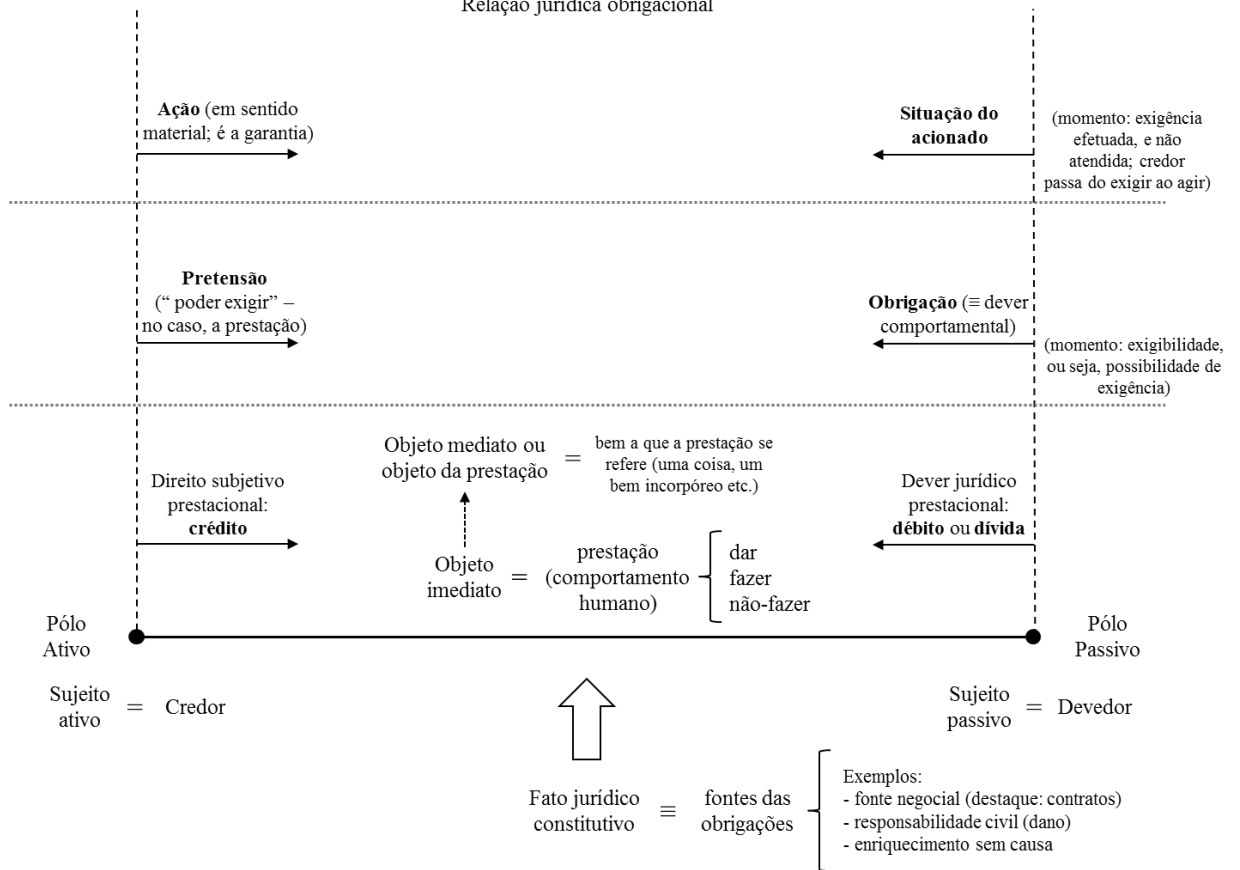 Relação jurídica obrigacional
Ação (em sentido
material; é a garantia)
Situação do
acionado
(momento: exigência
efetuada, e não
atendida; credor
passa do exigir ao agir)
Pretensão
(“ poder exigir” –
no caso, a prestação)
Obrigação (≡ dever
comportamental)
(momento: exigibilidade,
ou seja, possibilidade de
exigência)
Direito subjetivo
prestacional:
crédito
Objeto mediato ou
objeto da prestação
=
bem a que a prestação se
refere (uma coisa, um
bem incorpóreo etc.)
Dever jurídico
prestacional:
débito ou dívida
Objeto
imediato
=
prestação
(comportamento
humano)
dar
fazer
não-fazer
Pólo
Ativo
Pólo
Passivo
Sujeito
ativo
=
Credor
Sujeito
passivo
=
Devedor
Fato jurídico
constitutivo
≡
fontes das
obrigações
Exemplos:
- fonte negocial (destaque: contratos)
- responsabilidade civil (dano)
- enriquecimento sem causa